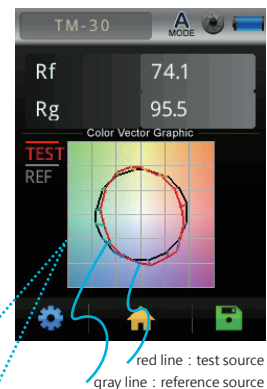 TM-30
A
MODE
Rf 74.1
Rg 95.5
Color Vector Graphic
TEST
REF
red line : test source
gray line : reference source